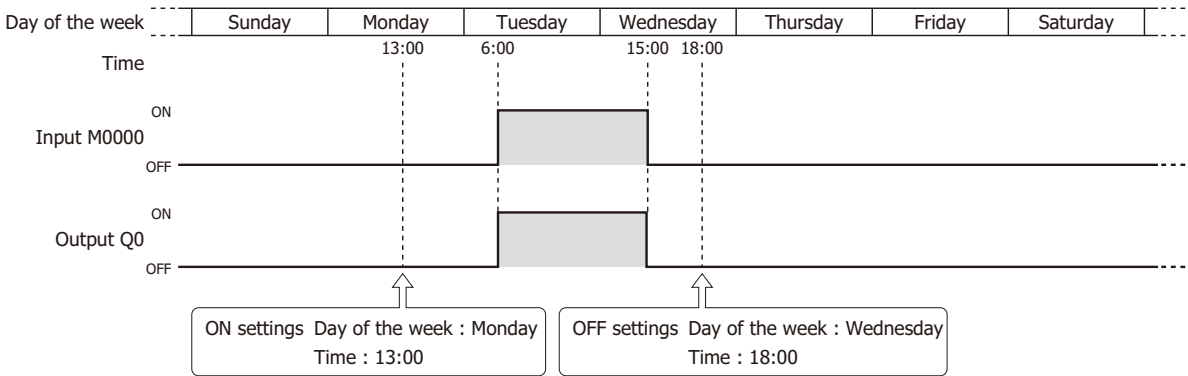 Day of the week Sunday Monday Tuesday Wednesday Thursday Friday Saturday
Time 13:00 6:00 15:00 18:00
ON
Input M0000
OFF
ON
Output Q0
OFF
ON settings Day of the week : Monday
Time : 13:00
OFF settings Day of the week : Wednesday
Time : 18:00